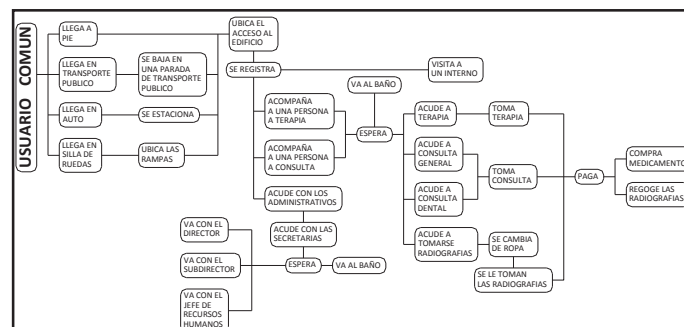 USUARIO COMUN
LLEGA A
PIE
LLEGA EN
TRANSPORTE
PUBLICO
SE BAJA EN
UNA PARADA
DE TRANSPORTE
PUBLICO
LLEGA EN
AUTO
SE ESTACIONA
LLEGA EN
SILLA DE
RUEDAS
UBICA LAS
RAMPAS
UBICA EL
ACCESO AL
EDIFICIO
SE REGISTRA
VISITA A
UN INTERNO
ACOMPAÑA
A UNA PERSONA
A TERAPIA
ACOMPAÑA
A UNA PERSONA
A CONSULTA
ACUDE CON LOS
ADMINISTRATIVOS
ACUDE CON LAS
SECRETARIAS
ESPERA
VA AL BAÑO
VA CON EL
DIRECTOR
VA CON EL
SUBDIRECTOR
VA CON EL
JEFE DE
RECURSOS
HUMANOS
VA AL BAÑO
ESPERA
ACUDE A
TERAPIA
TOMA
TERAPIA
ACUDE A
CONSULTA
GENERAL
ACUDE A
CONSULTA
DENTAL
TOMA
CONSULTA
ACUDE A
TOMARSE
RADIOGRAFIAS
SE CAMBIA
DE ROPA
SE LE TOMAN
LAS RADIOGRAFIAS
PAGA
COMPRA
MEDICAMENTO
REGOGE LAS
RADIOGRAFIAS